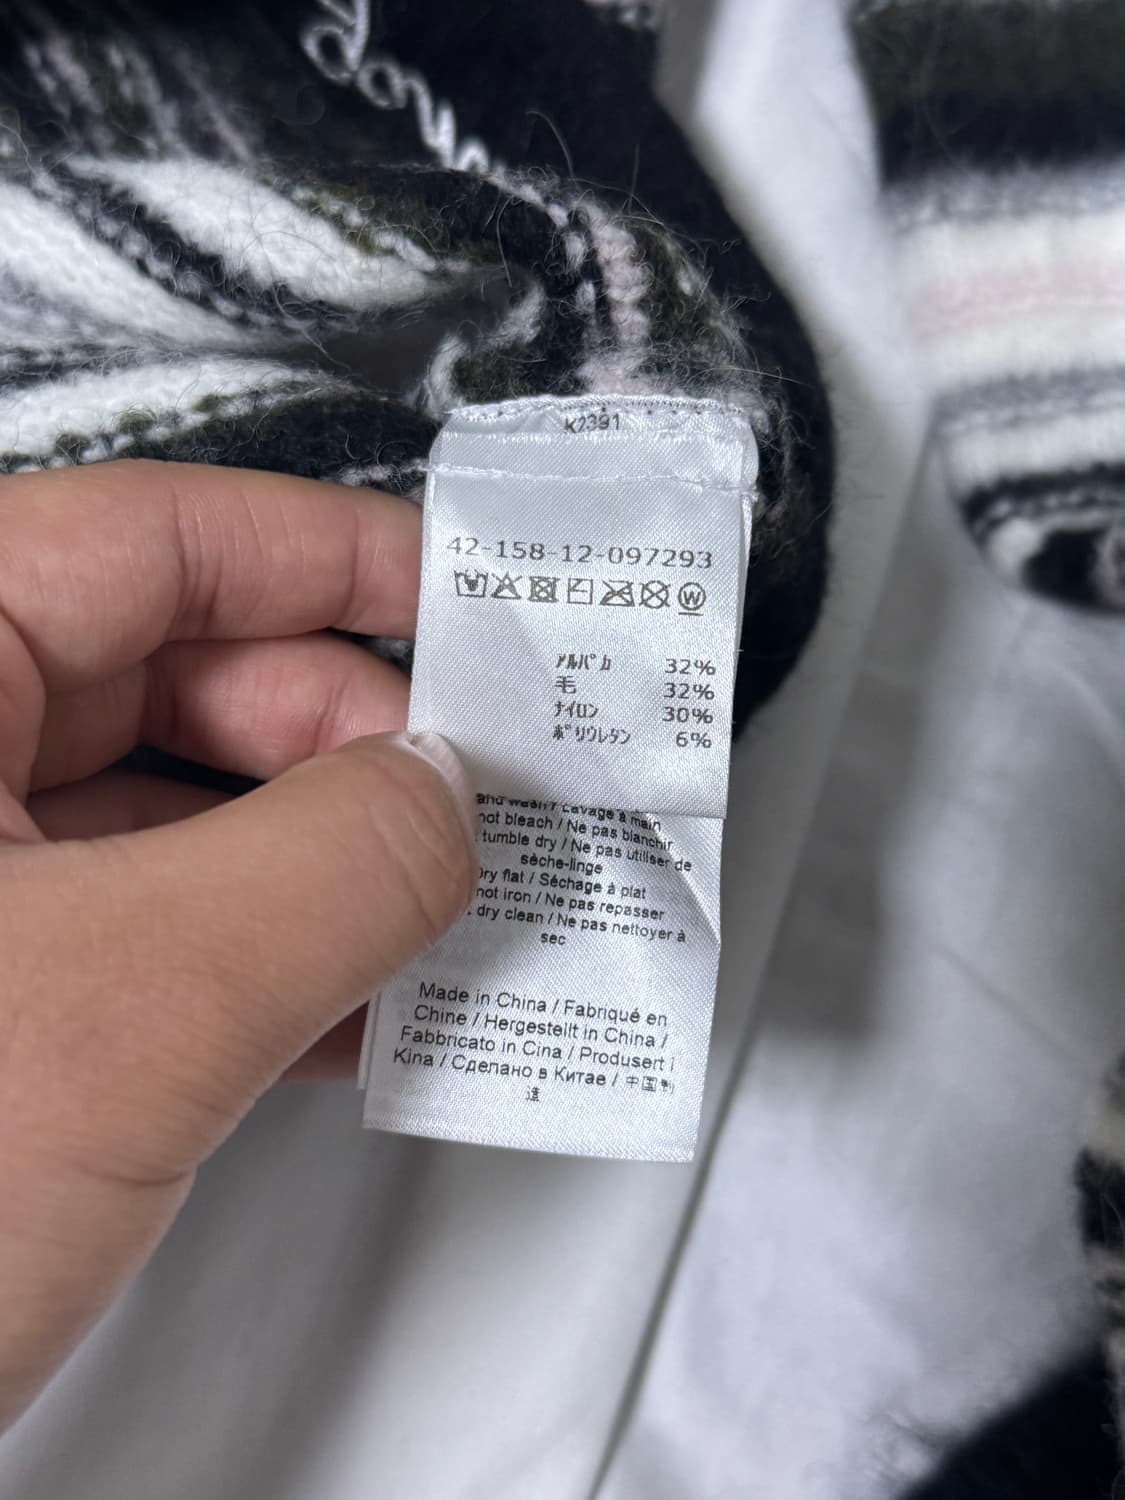 K2391
42-158-12-097293
W
アルパカ 32%
毛 32%
ナイロン 30%
ポリウレタン 6%
and wash / Lavage à main
not bleach / Ne pas blanchir
tumble dry / Ne pas utiliser de
sèche-linge
Dry flat / Séchage à plat
not iron / Ne pas repasser
dry clean / Ne pas nettoyer à
sec
Made in China / Fabriqué en
Chine / Hergestellt in China /
Fabbricato in Cina / Produsert i
Kina / Сделано в Китае / 中国制
造